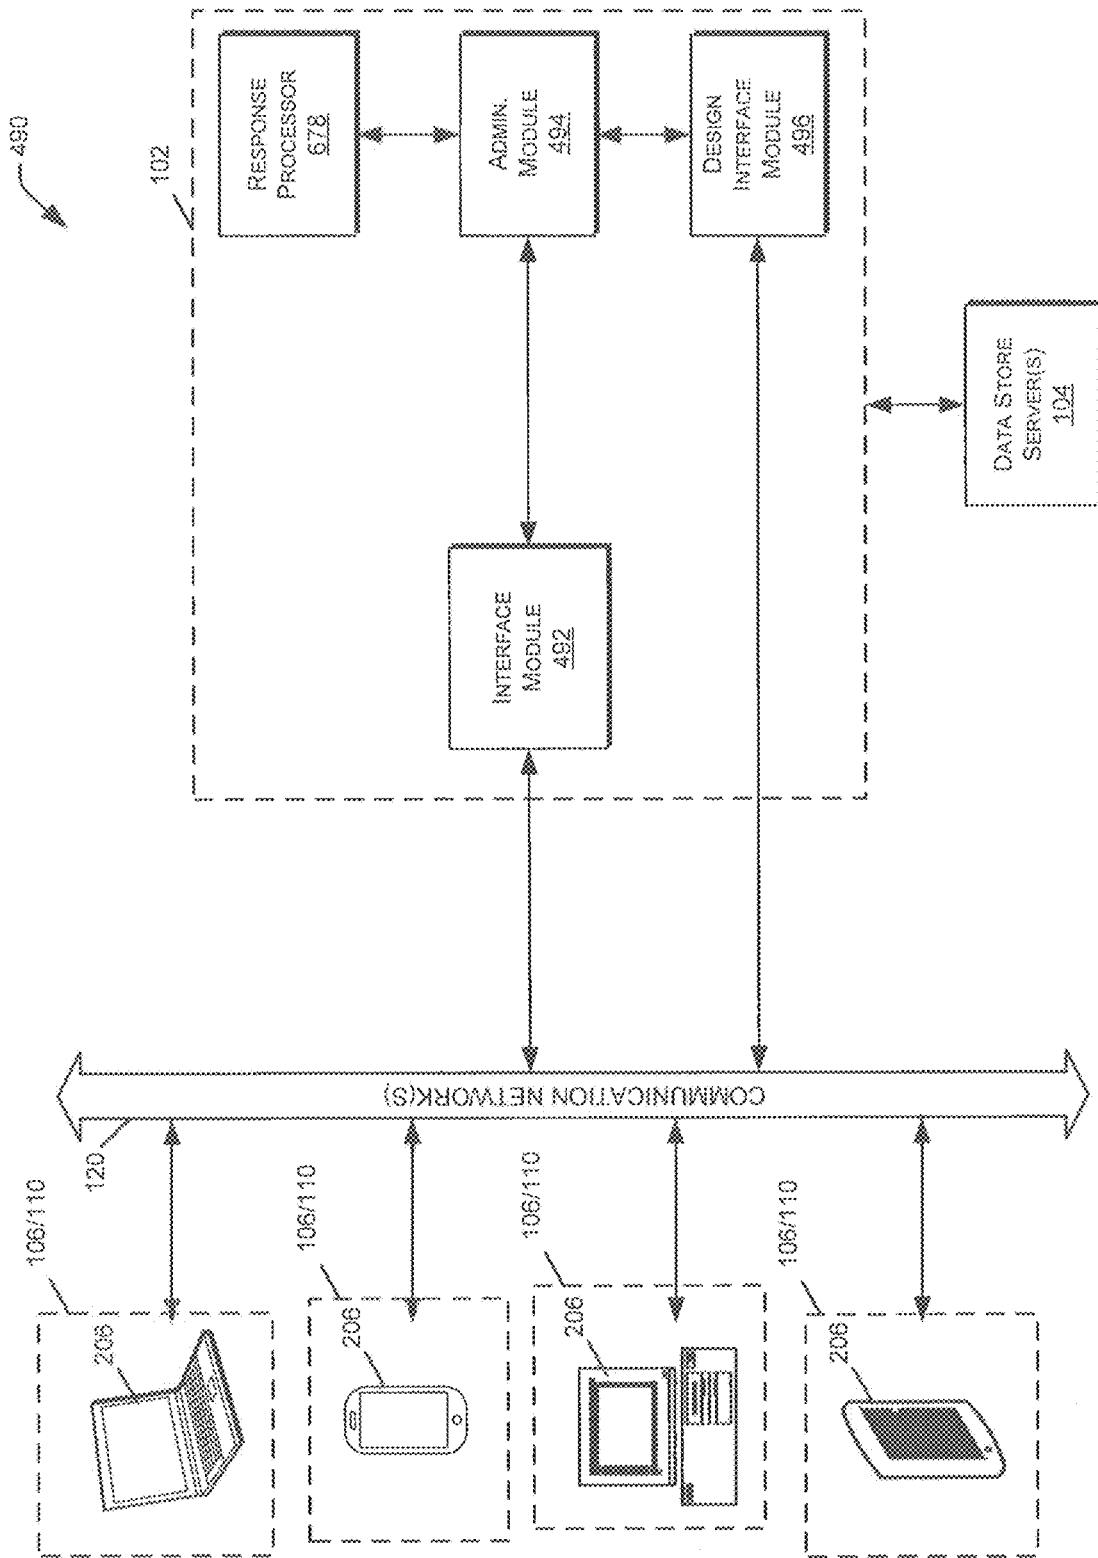 490
102
RESPONSE
PROCESSOR
678
ADMIN.
MODULE
494
DESIGN
INTERFACE
MODULE
496
INTERFACE
MODULE
492
DATA STORE
SERVER(S)
104
COMMUNICATION NETWORK(S)
120
106/110
206
106/110
206
106/110
206
106/110
206